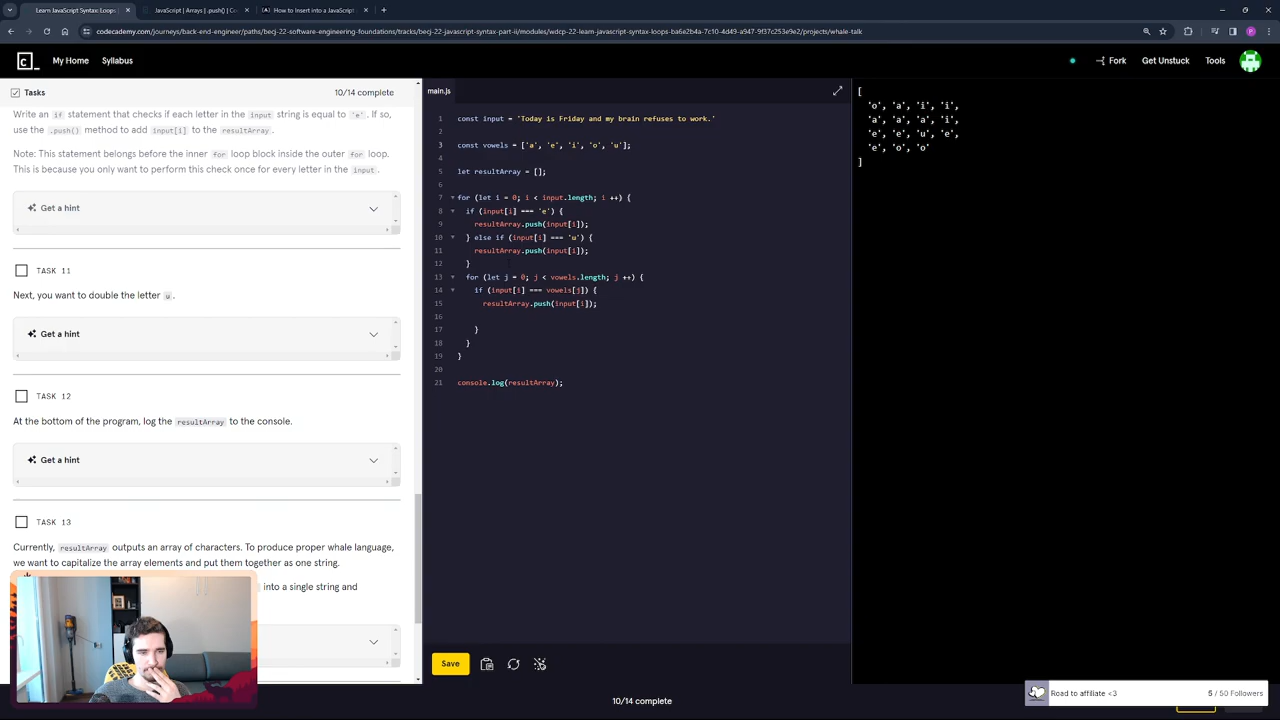 Learn JavaScript Syntax: Loops |
JavaScript | Arrays | .push() | Co
How to Insert into a JavaScript
codecademy.com/journeys/back-end-engineer/paths/becj-22-software-engineering-foundations/tracks/becj-22-javascript-syntax-part-ii/modules/wdcp-22-learn-javascript-syntax-loops-ba6e2b4a-7c10-4d49-a947-9f37c253e9e2/projects/whale-talk
My Home
Syllabus
Fork
Get Unstuck
Tools
Tasks
10/14 complete
Write an if statement that checks if each letter in the input
string is equal to 'e'. If so,
use the .push() method to add input[i] to the resultArray.
Note: This statement belongs before the inner for loop block inside the outer for loop.
This is because you only want to perform this check once for every letter in the input.
Get a hint
TASK 11
Next, you want to double the letter u.
Get a hint
TASK 12
At the bottom of the program, log the resultArray to the console.
Get a hint
TASK 13
Currently, resultArray outputs an array of characters. To produce proper whale language,
we want to capitalize the array elements and put them together as one string.
into a single string and
main.js
1 const input = 'Today is Friday and my brain refuses to work.'
2
3 const vowels = ['a', 'e', 'i', 'o', 'u'];
4
5 let resultArray = [];
6
7 for (let i = 0; i < input.length; i ++) {
8 if (input[i] === 'e') {
9 resultArray.push(input[i]);
10 } else if (input[i] === 'u') {
11 resultArray.push(input[i]);
12 }
13 for (let j = 0; j < vowels.length; j ++) {
14 if (input[i] === vowels[j]) {
15 resultArray.push(input[i]);
16
17 }
18 }
19 }
20
21 console.log(resultArray);
Save
[
'o', 'a', 'i', 'i',
'a', 'a', 'a', 'i',
'e', 'e', 'u', 'e',
'e', 'o', 'o'
]
10/14 complete
Road to affiliate <3
5 / 50 Followers